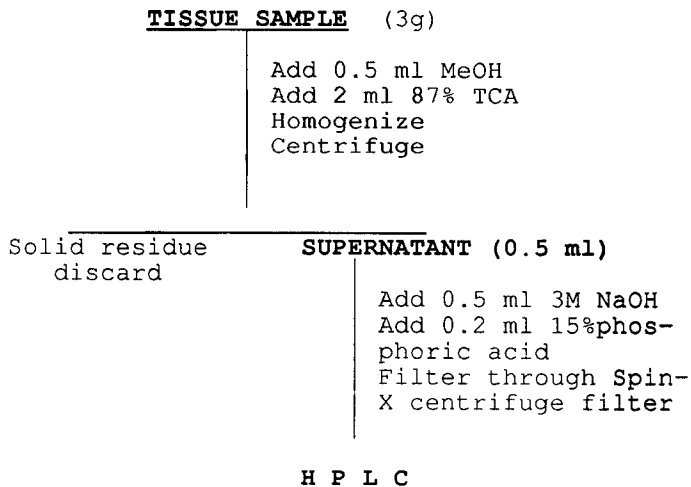 TISSUE SAMPLE (3g)
Add 0.5 ml MeOH
Add 2 ml 87% TCA
Homogenize
Centrifuge
Solid residue
discard
SUPERNATANT (0.5 ml)
Add 0.5 ml 3M NaOH
Add 0.2 ml 15%phos-
phoric acid
Filter through Spin-
X centrifuge filter
H P L C